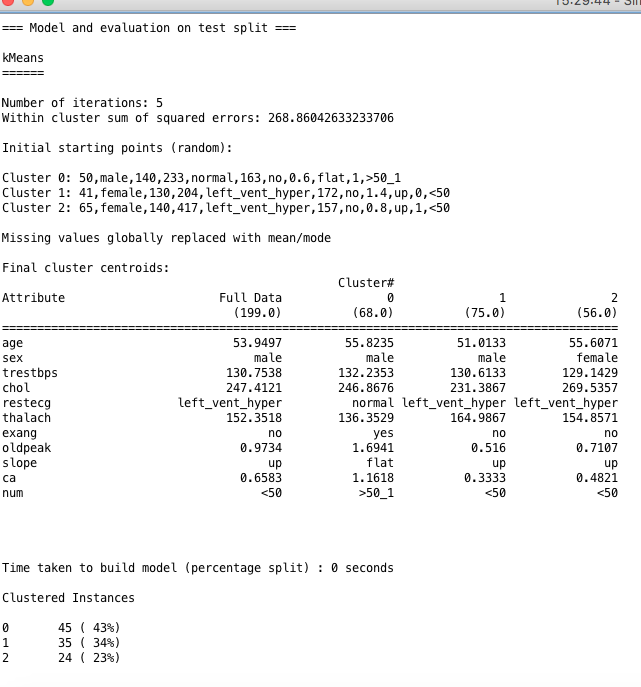 15:29:44 - Sim
=== Model and evaluation on test split ===
kMeans
======
Number of iterations: 5
Within cluster sum of squared errors: 268.86042633233706
Initial starting points (random):
Cluster 0: 50,male,140,233,normal,163,no,0.6,flat,1,>50_1
Cluster 1: 41,female,130,204,left_vent_hyper,172,no,1.4,up,0,<50
Cluster 2: 65,female,140,417,left_vent_hyper,157,no,0.8,up,1,<50
Missing values globally replaced with mean/mode
Final cluster centroids:
Cluster#
Attribute Full Data 0 1 2
(199.0) (68.0) (75.0) (56.0)
======================================================================================
age 53.9497 55.8235 51.0133 55.6071
sex male male male female
trestbps 130.7538 132.2353 130.6133 129.1429
chol 247.4121 246.8676 231.3867 269.5357
restecg left_vent_hyper normal left_vent_hyper left_vent_hyper
thalach 152.3518 136.3529 164.9867 154.8571
exang no yes no no
oldpeak 0.9734 1.6941 0.516 0.7107
slope up flat up up
ca 0.6583 1.1618 0.3333 0.4821
num <50 >50_1 <50 <50
Time taken to build model (percentage split) : 0 seconds
Clustered Instances
0 45 ( 43%)
1 35 ( 34%)
2 24 ( 23%)